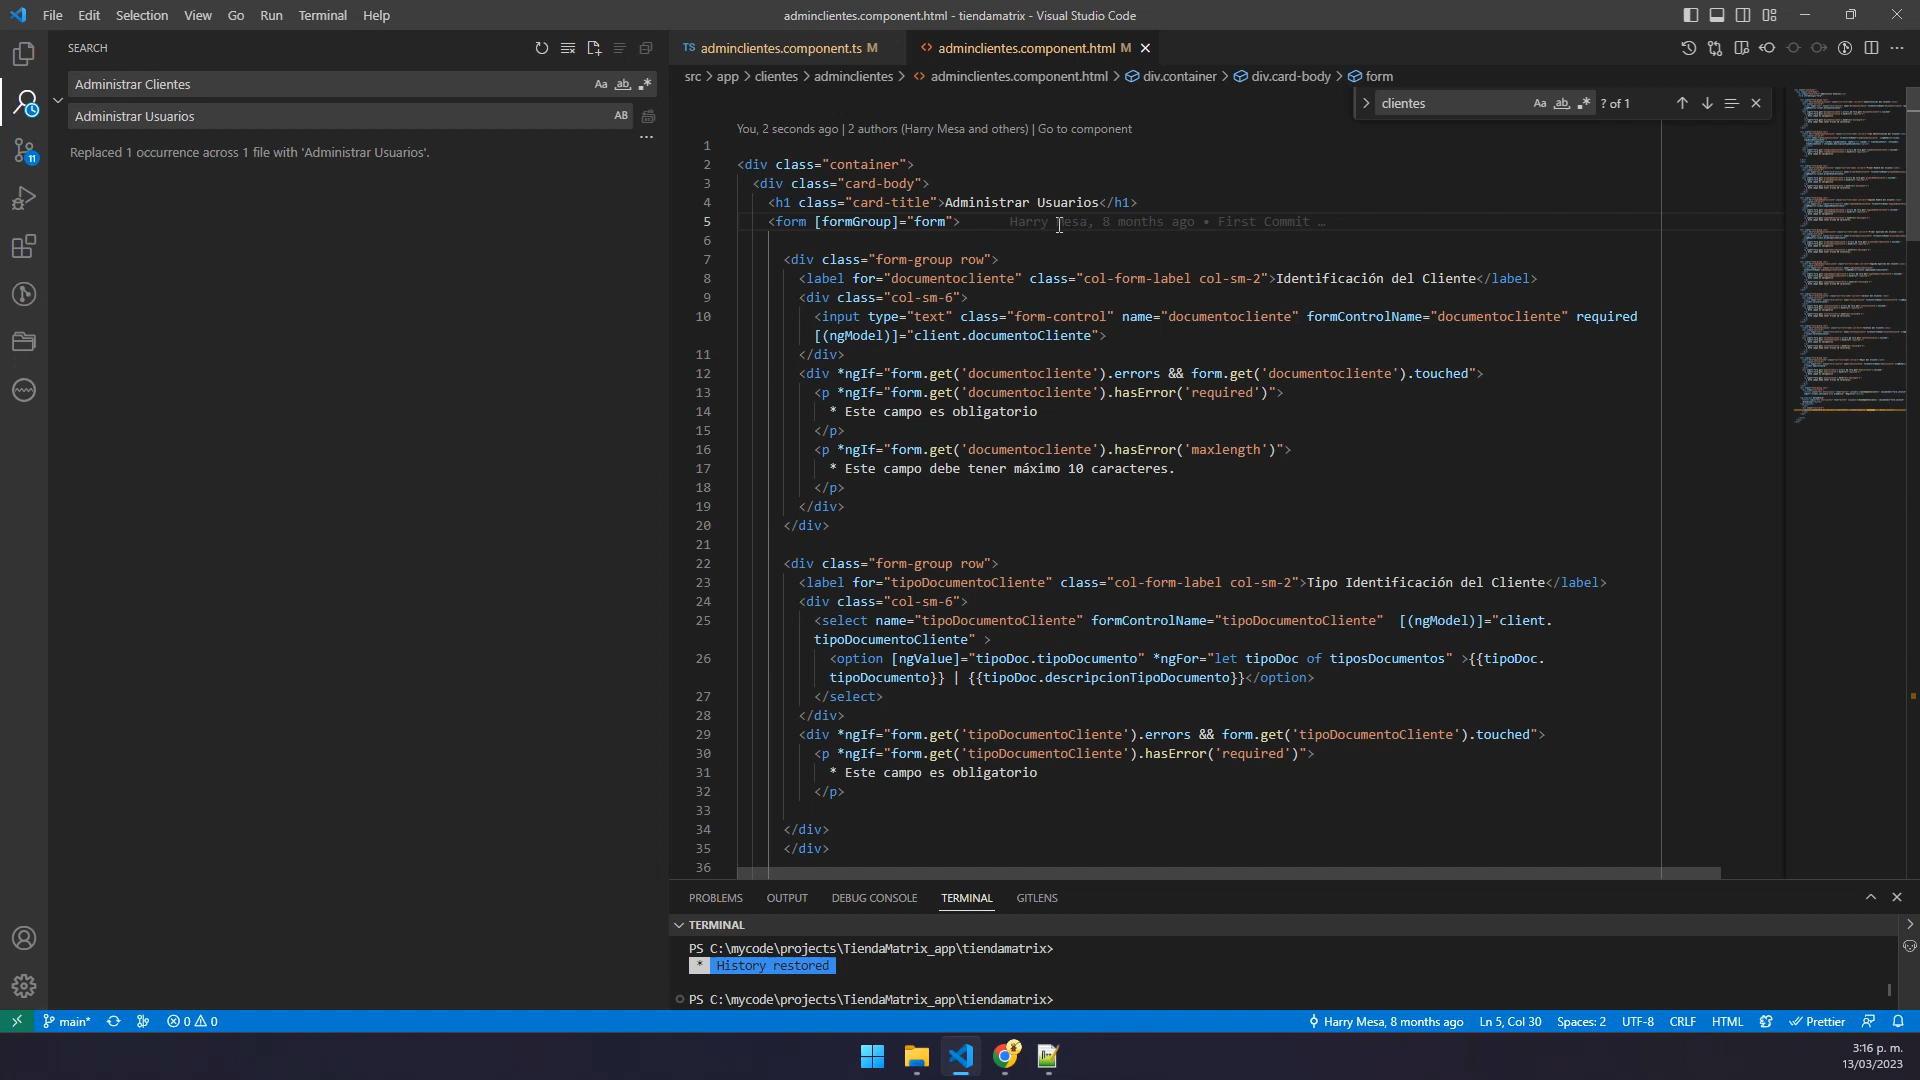 File Edit Selection View Go Run Terminal Help
adminclientes.component.html - tiendamatrix - Visual Studio Code
SEARCH
Administrar Clientes
Aa ab .*
Administrar Usuarios
AB
Replaced 1 occurrence across 1 file with 'Administrar Usuarios'.
TS adminclientes.component.ts M
<> adminclientes.component.html M
src > app > clientes > adminclientes > <> adminclientes.component.html > div.container > div.card-body > form
clientes Aa ab .* ? of 1
You, 2 seconds ago | 2 authors (Harry Mesa and others) | Go to component
1
2 <div class="container">
3 <div class="card-body">
4 <h1 class="card-title">Administrar Usuarios</h1>
5 <form [formGroup]="form"> Harry Mesa, 8 months ago • First Commit …
6
7 <div class="form-group row">
8 <label for="documentocliente" class="col-form-label col-sm-2">Identificación del Cliente</label>
9 <div class="col-sm-6">
10 <input type="text" class="form-control" name="documentocliente" formControlName="documentocliente" required
[(ngModel)]="client.documentoCliente">
11 </div>
12 <div *ngIf="form.get('documentocliente').errors && form.get('documentocliente').touched">
13 <p *ngIf="form.get('documentocliente').hasError('required')">
14 * Este campo es obligatorio
15 </p>
16 <p *ngIf="form.get('documentocliente').hasError('maxlength')">
17 * Este campo debe tener máximo 10 caracteres.
18 </p>
19 </div>
20 </div>
21
22 <div class="form-group row">
23 <label for="tipoDocumentoCliente" class="col-form-label col-sm-2">Tipo Identificación del Cliente</label>
24 <div class="col-sm-6">
25 <select name="tipoDocumentoCliente" formControlName="tipoDocumentoCliente" [(ngModel)]="client.
tipoDocumentoCliente" >
26 <option [ngValue]="tipoDoc.tipoDocumento" *ngFor="let tipoDoc of tiposDocumentos" >{{tipoDoc.
tipoDocumento}} | {{tipoDoc.descripcionTipoDocumento}}</option>
27 </select>
28 </div>
29 <div *ngIf="form.get('tipoDocumentoCliente').errors && form.get('tipoDocumentoCliente').touched">
30 <p *ngIf="form.get('tipoDocumentoCliente').hasError('required')">
31 * Este campo es obligatorio
32 </p>
33
34 </div>
35 </div>
36
PROBLEMS OUTPUT DEBUG CONSOLE TERMINAL GITLENS
TERMINAL
PS C:\mycode\projects\TiendaMatrix_app\tiendamatrix>
* History restored
PS C:\mycode\projects\TiendaMatrix_app\tiendamatrix>
11
main* 0 0 Harry Mesa, 8 months ago Ln 5, Col 30 Spaces: 2 UTF-8 CRLF HTML Prettier
3:16 p. m.
13/03/2023